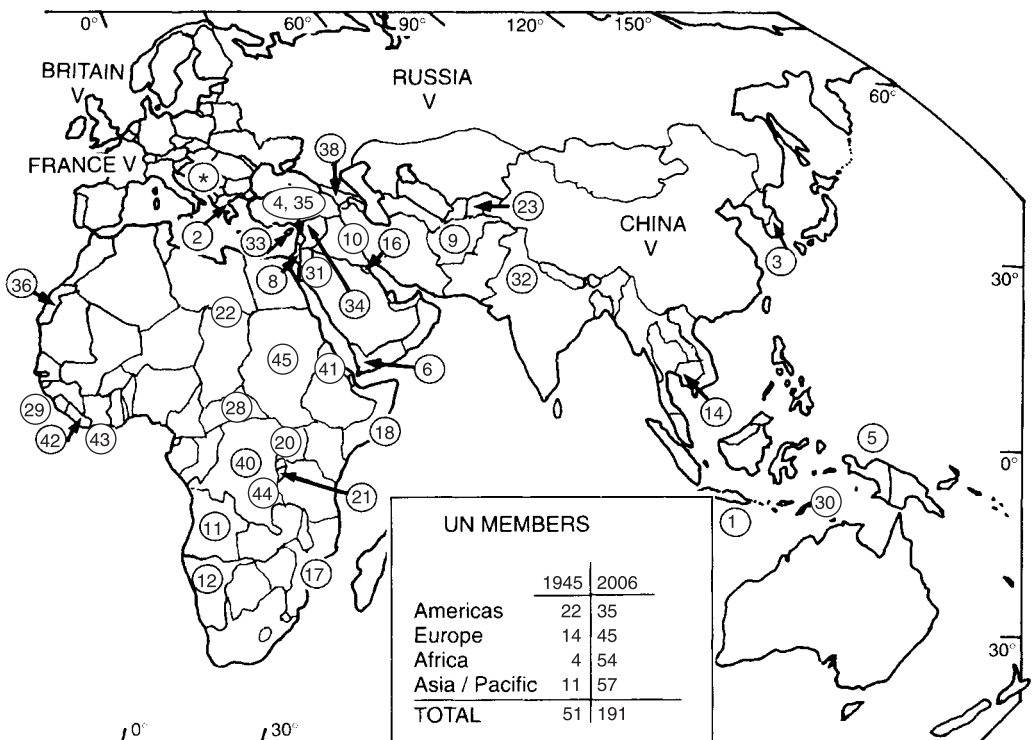 0° 60° 90° 120° 150°
BRITAIN
V
RUSSIA
V
60°
FRANCE V
38
*
4, 35
23
2
33
10
16
9
CHINA
V
3
8
31
32
30°
36
22
34
45
41
6
29
28
14
42
43
18
5
20
40
0°
44
21
30
11
1
12
17
UN MEMBERS
1945 2006
Americas 22 35
Europe 14 45
Africa 4 54
Asia / Pacific 11 57
TOTAL 51 191
30°
0° 30°